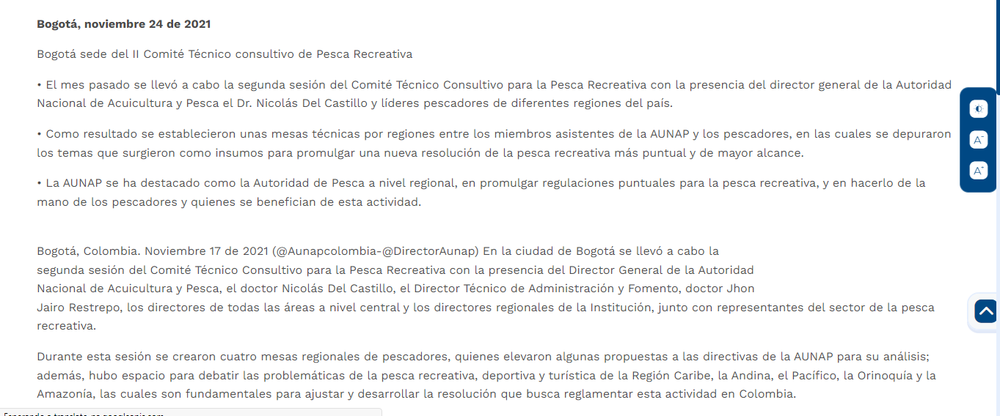 Bogotá, noviembre 24 de 2021
Bogotá sede del II Comité Técnico consultivo de Pesca Recreativa
• El mes pasado se llevó a cabo la segunda sesión del Comité Técnico Consultivo para la Pesca Recreativa con la presencia del director general de la Autoridad
Nacional de Acuicultura y Pesca el Dr. Nicolás Del Castillo y líderes pescadores de diferentes regiones del país.
• Como resultado se establecieron unas mesas técnicas por regiones entre los miembros asistentes de la AUNAP y los pescadores, en las cuales se depuraron
los temas que surgieron como insumos para promulgar una nueva resolución de la pesca recreativa más puntual y de mayor alcance.
• La AUNAP se ha destacado como la Autoridad de Pesca a nivel regional, en promulgar regulaciones puntuales para la pesca recreativa, y en hacerlo de la
mano de los pescadores y quienes se benefician de esta actividad.
Bogotá, Colombia. Noviembre 17 de 2021 (@Aunapcolombia-@DirectorAunap) En la ciudad de Bogotá se llevó a cabo la
segunda sesión del Comité Técnico Consultivo para la Pesca Recreativa con la presencia del Director General de la Autoridad
Nacional de Acuicultura y Pesca, el doctor Nicolás Del Castillo, el Director Técnico de Administración y Fomento, doctor Jhon
Jairo Restrepo, los directores de todas las áreas a nivel central y los directores regionales de la Institución, junto con representantes del sector de la pesca
recreativa.
Durante esta sesión se crearon cuatro mesas regionales de pescadores, quienes elevaron algunas propuestas a las directivas de la AUNAP para su análisis;
además, hubo espacio para debatir las problemáticas de la pesca recreativa, deportiva y turística de la Región Caribe, la Andina, el Pacífico, la Orinoquía y la
Amazonía, las cuales son fundamentales para ajustar y desarrollar la resolución que busca reglamentar esta actividad en Colombia.
A-
A+